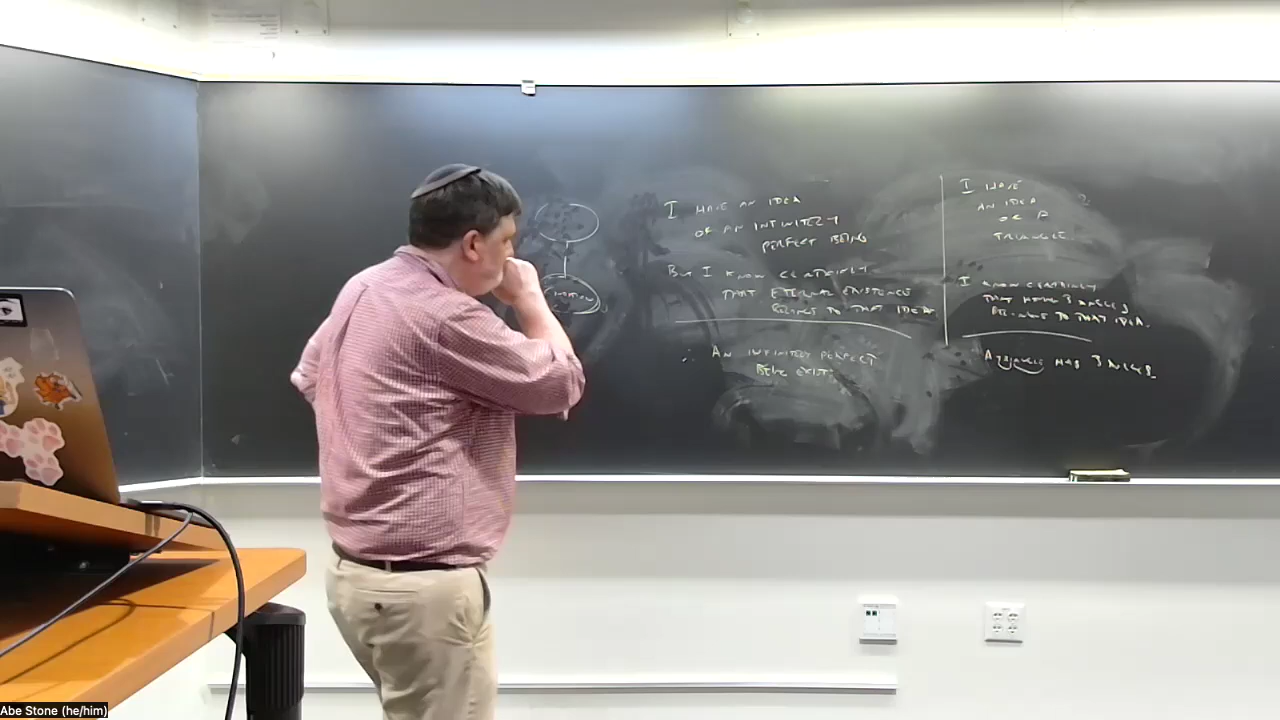 I HAVE AN IDEA
OF AN INFINITELY
PERFECT BEING
BUT I KNOW CERTAINLY
THAT ETERNAL EXISTENCE
BELONGS TO THAT IDEA
∴ AN INFINITELY PERFECT
BEING EXISTS
I HAVE
AN IDEA
OF A
TRIANGLE
I KNOW CERTAINLY
THAT HAVING 3 ANGLES
BELONGS TO THAT IDEA.
A TRIANGLE HAS 3 ANGLES.
Abe Stone (he/him)